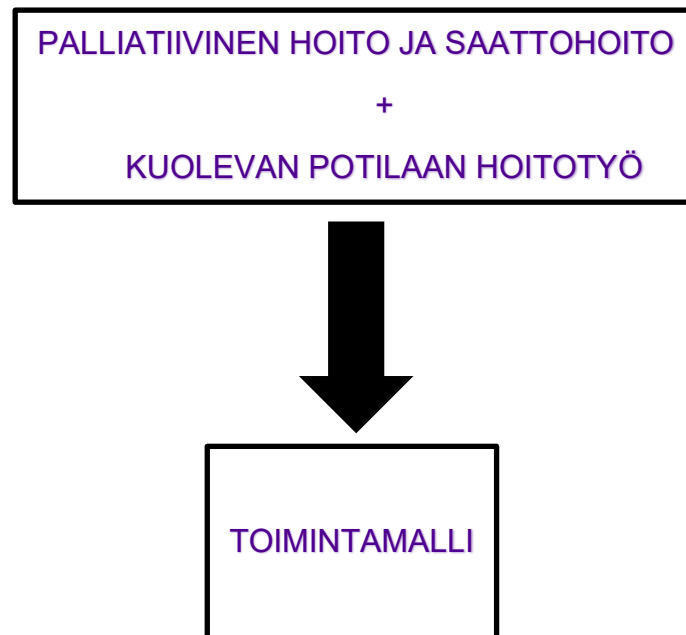 PALLIATIIVINEN HOITO JA SAATTOHOITO
+
KUOLEVAN POTILAAN HOITOTYÖ
TOIMINTAMALLI